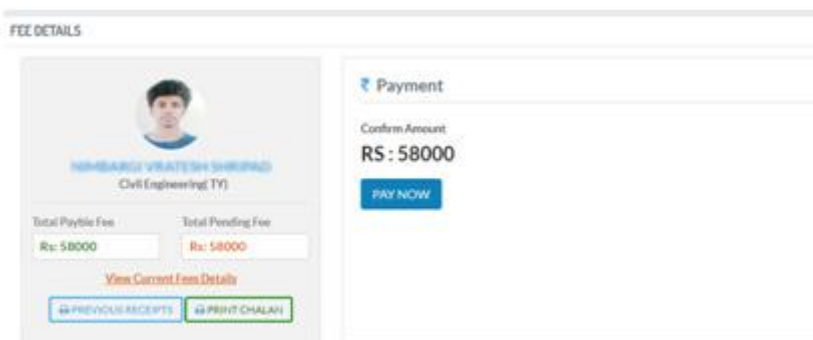 FEE DETAILS
Civil Engineering( TY)
Total Payble Fee
Total Pending Fee
Rs: 58000
Rs: 58000
View Current Fees Details
PREVIOUS RECEIPTS
PRINT CHALAN
₹ Payment
Confirm Amount
RS : 58000
PAY NOW